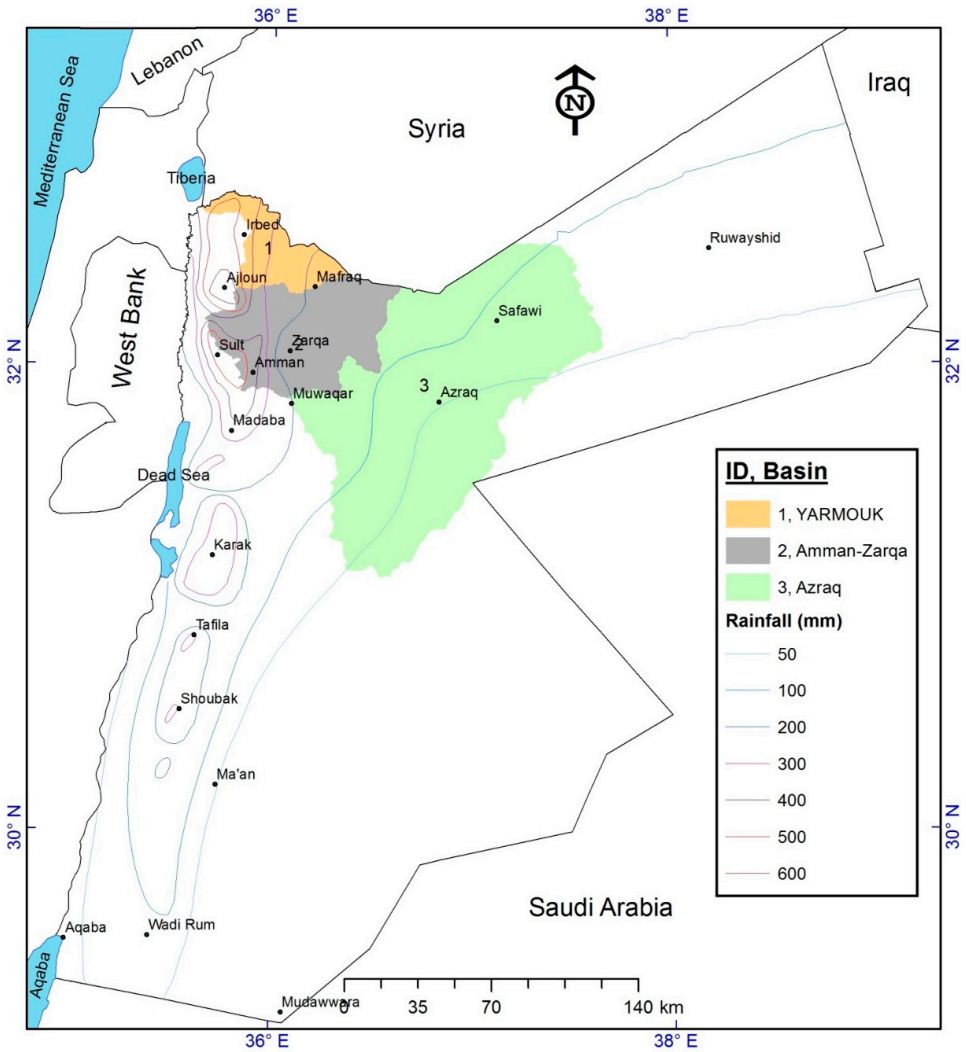 36° E
38° E
Mediterranean Sea
Lebanon
Iraq
Syria
N
Tiberia
Irbed
1
Ruwayshid
Ajloun
Mafraq
West Bank
Safawi
32° N
32° N
Sult
Zarqa
2
Amman
3
Azraq
Muwaqar
Madaba
Dead Sea
Karak
Tafila
Shoubak
Ma'an
30° N
30° N
ID, Basin
1, YARMOUK
2, Amman-Zarqa
3, Azraq
Rainfall (mm)
50
100
200
300
400
500
600
Saudi Arabia
Aqaba
Wadi Rum
Aqaba
Mudawwara
0 35 70 140 km
36° E
38° E